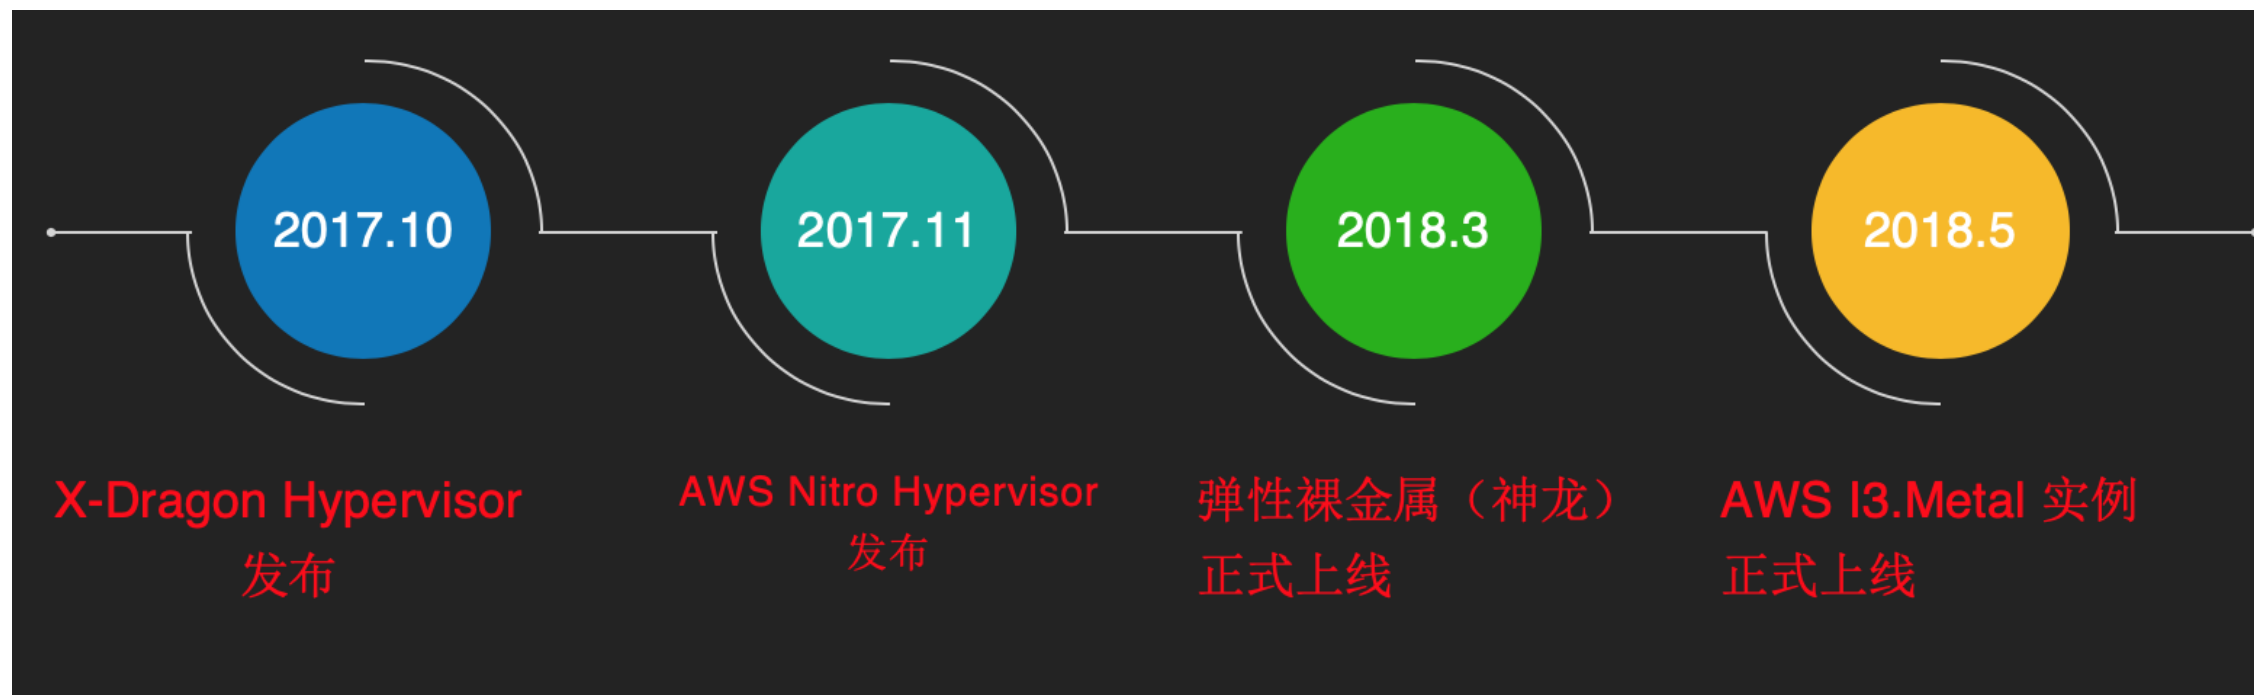 2017.10
2017.11
2018.3
2018.5
X-Dragon Hypervisor
发布
AWS Nitro Hypervisor
发布
弹性裸金属（神龙）
正式上线
AWS I3.Metal 实例
正式上线